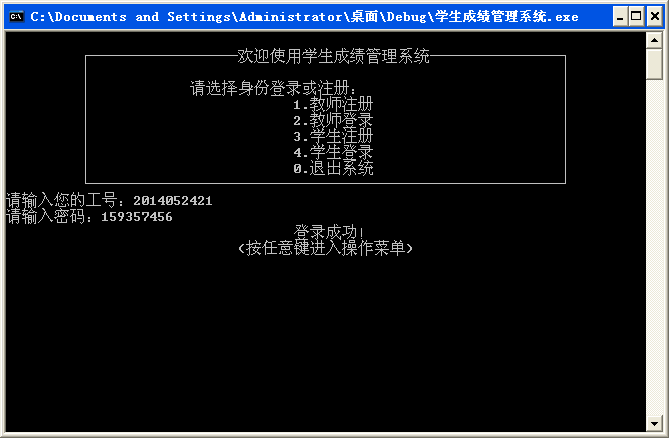 C:\Documents and Settings\Administrator\桌面\Debug\学生成绩管理系统.exe
欢迎使用学生成绩管理系统
请选择身份登录或注册:
1.教师注册
2.教师登录
3.学生注册
4.学生登录
0.退出系统
请输入您的工号：2014052421
请输入密码：159357456
登录成功！
(按任意键进入操作菜单)